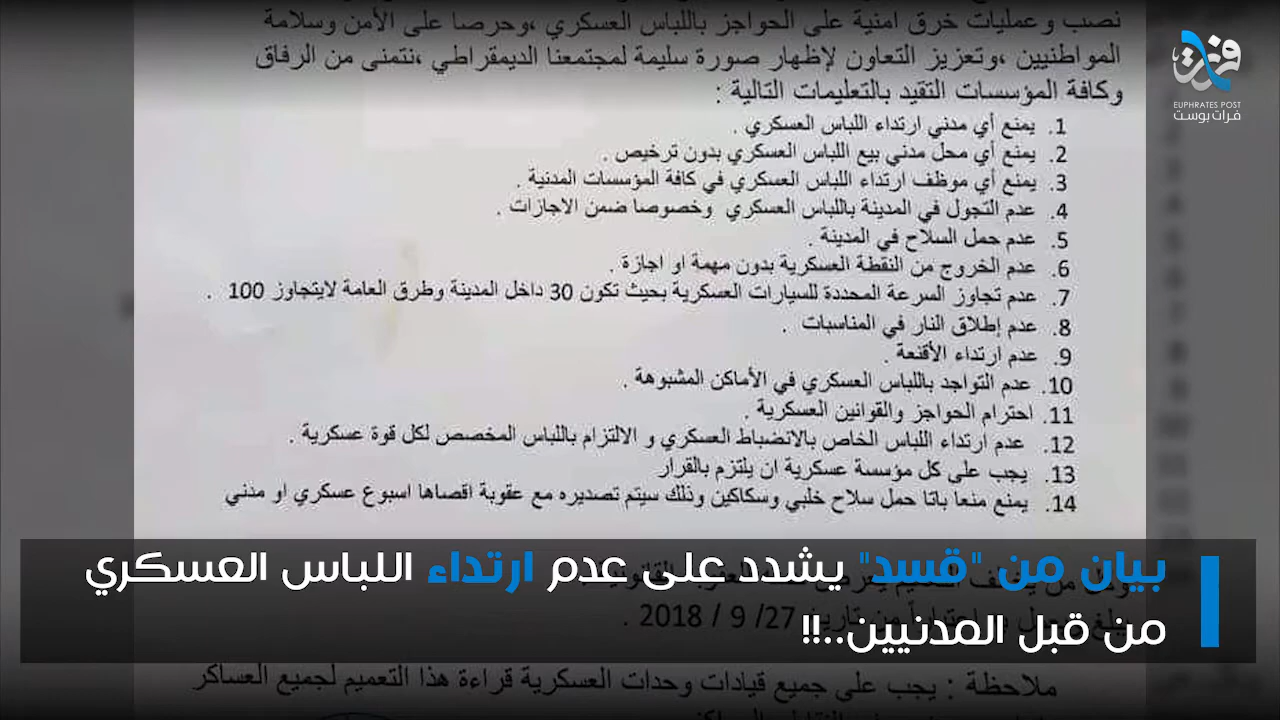 نصب وعمليات خرق امنية على الحواجز باللباس العسكري ،وحرصا على الأمن وسلامة
المواطنيين ،وتعزيز التعاون لإظهار صورة سليمة لمجتمعنا الديمقراطي ،نتمنى من الرفاق
وكافة المؤسسات التقيد بالتعليمات التالية :
1. يمنع أي مدني ارتداء اللباس العسكري .
2. يمنع أي محل مدني بيع اللباس العسكري بدون ترخيص .
3. يمنع أي موظف ارتداء اللباس العسكري في كافة المؤسسات المدنية .
4. عدم التجول في المدينة باللباس العسكري وخصوصا ضمن الاجازات .
5. عدم حمل السلاح في المدينة .
6. عدم الخروج من النقطة العسكرية بدون مهمة او اجازة .
7. عدم تجاوز السرعة المحددة للسيارات العسكرية بحيث تكون 30 داخل المدينة وطرق العامة لايتجاوز 100 .
8. عدم إطلاق النار في المناسبات .
9. عدم ارتداء الأقنعة .
10. عدم التواجد باللباس العسكري في الأماكن المشبوهة .
11. احترام الحواجز والقوانين العسكرية .
12. عدم ارتداء اللباس الخاص بالانضباط العسكري و الالتزام باللباس المخصص لكل قوة عسكرية .
13. يجب على كل مؤسسة عسكرية ان يلتزم بالقرار
14. يمنع منعا باتا حمل سلاح خلبي وسكاكين وذلك سيتم تصديره مع عقوبة اقصاها اسبوع عسكري او مدني
بيان من "قسد" يشدد على عدم ارتداء اللباس العسكري
من قبل المدنيين..!!
27/ 9 / 2018 .
ملاحظة : يجب على جميع قيادات وحدات العسكرية قراءة هذا التعميم لجميع العساكر
EUPHRATES POST
فرات بوست